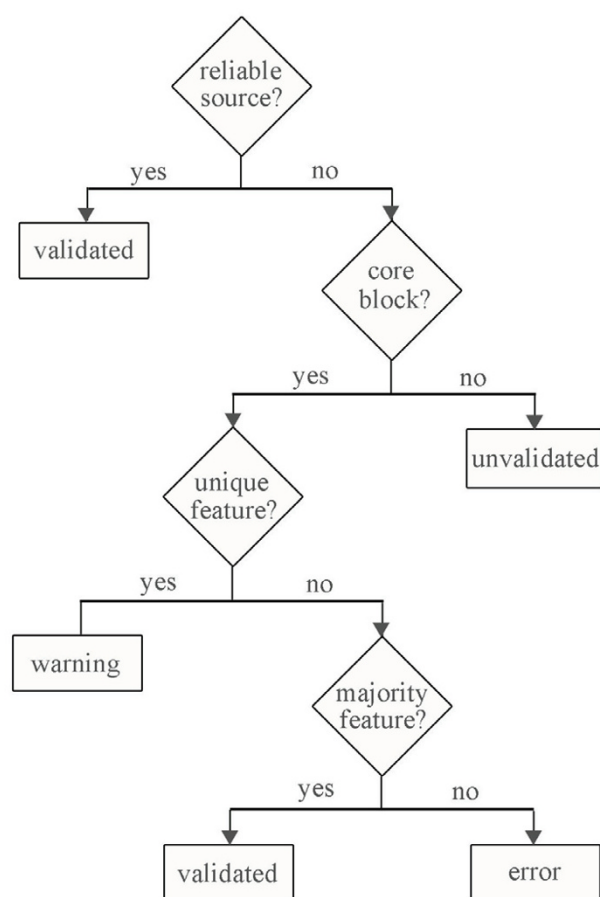 reliable
source?
yes
no
validated
core
block?
yes
no
unvalidated
unique
feature?
yes
no
warning
majority
feature?
yes
no
validated
error